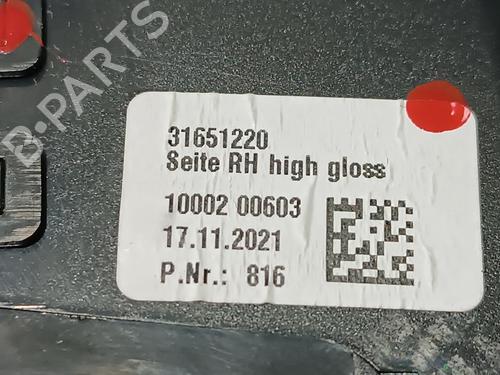 31651220
Seite RH high gloss
10002 00603
17.11.2021
P.Nr.: 816
B-PARTS